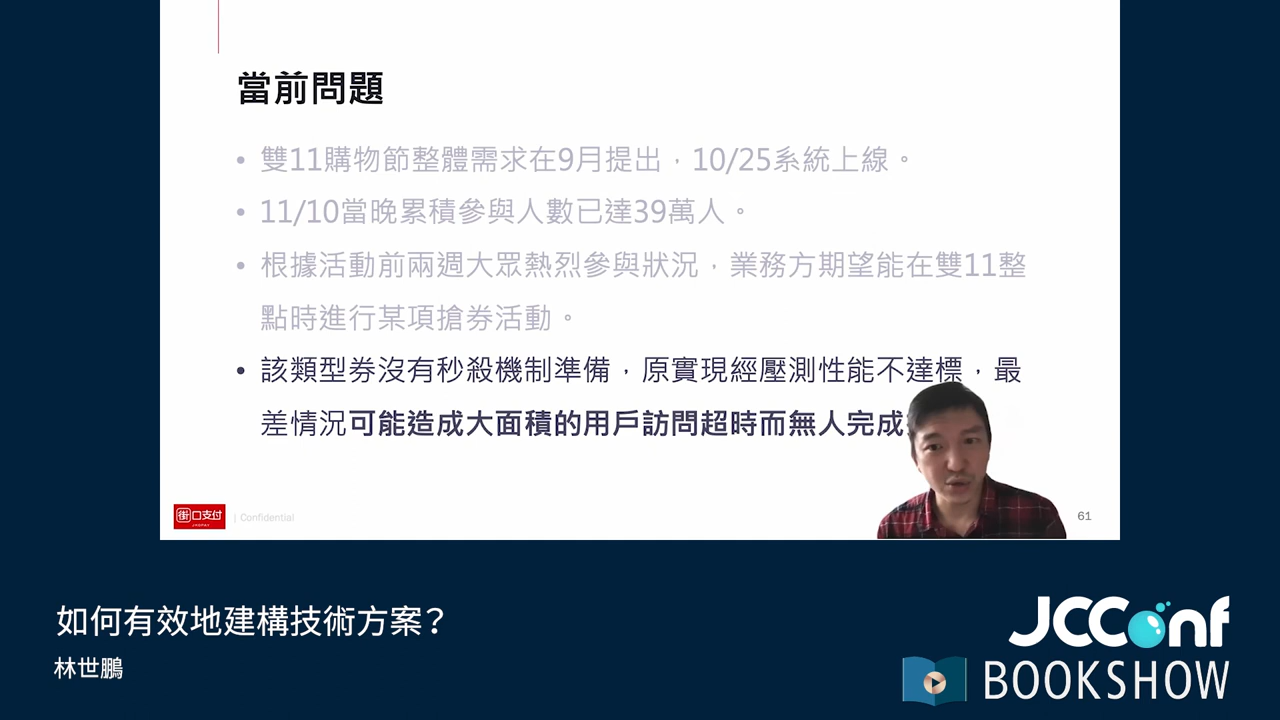 當前問題
• 雙11購物節整體需求在9月提出，10/25系統上線。
• 11/10當晚累積參與人數已達39萬人。
• 根據活動前兩週大眾熱烈參與狀況，業務方期望能在雙11整
點時進行某項搶券活動。
• 該類型券沒有秒殺機制準備，原實現經壓測性能不達標，最
差情況可能造成大面積的用戶訪問超時而無人完成
街口支付
JKOPAY
| Confidential
61
如何有效地建構技術方案？
林世鵬
JCConf
BOOKSHOW